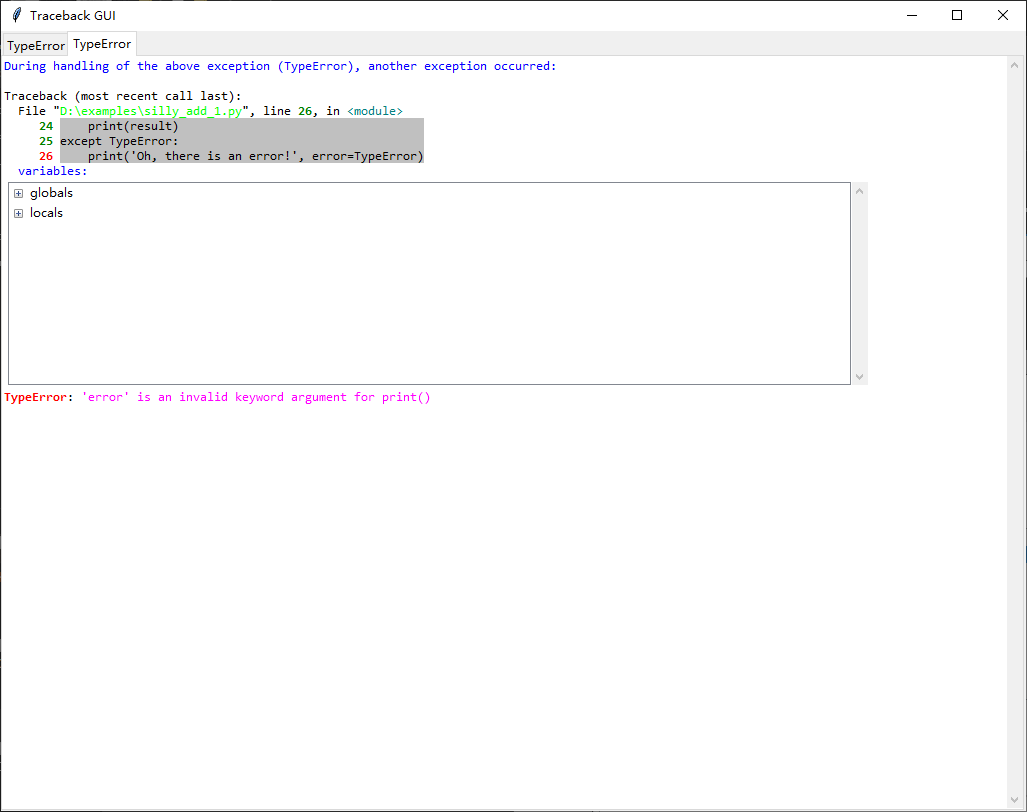 Traceback GUI
TypeError TypeError
During handling of the above exception (TypeError), another exception occurred:
Traceback (most recent call last):
  File "D:\examples\silly_add_1.py", line 26, in <module>
     24     print(result)
     25 except TypeError:
     26     print('Oh, there is an error!', error=TypeError)
  variables:
globals
locals
TypeError: 'error' is an invalid keyword argument for print()